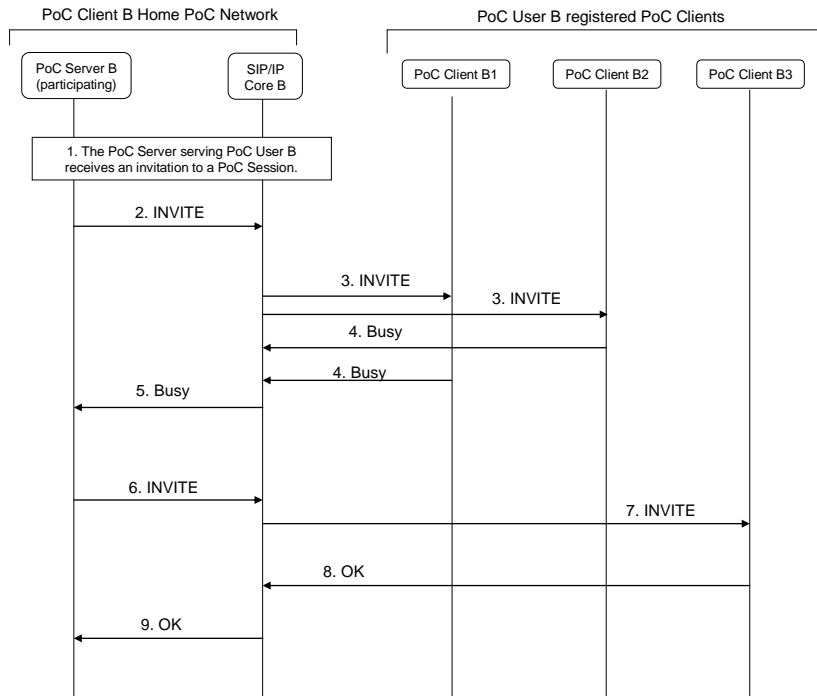 PoC Client B Home PoC Network
PoC User B registered PoC Clients
PoC Server B
(participating)
SIP/IP
Core B
PoC Client B1
PoC Client B2
PoC Client B3
1. The PoC Server serving PoC User B
receives an invitation to a PoC Session.
2. INVITE
3. INVITE
3. INVITE
4. Busy
4. Busy
5. Busy
6. INVITE
7. INVITE
8. OK
9. OK